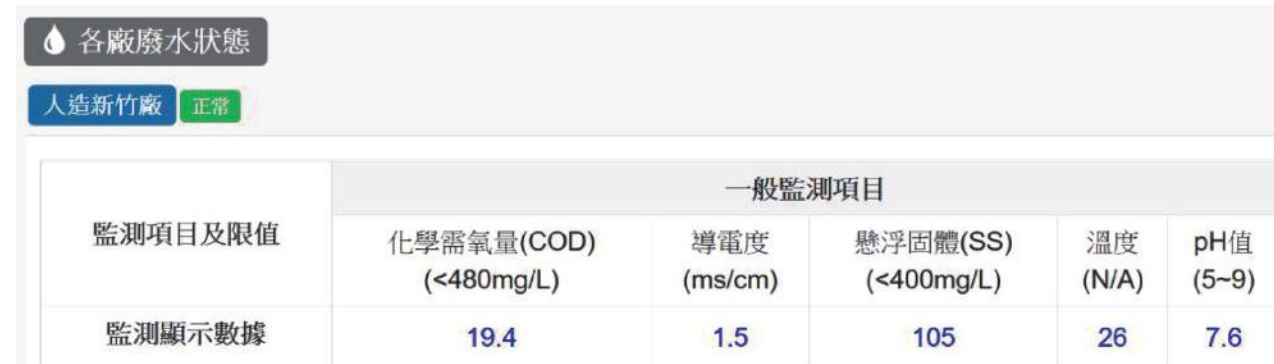 各廠廢水狀態
人造新竹廠 正常
監測項目及限值 一般監測項目
化學需氧量(COD) 導電度 懸浮固體(SS) 溫度 pH值
(<480mg/L) (ms/cm) (<400mg/L) (N/A) (5~9)
監測顯示數據 19.4 1.5 105 26 7.6